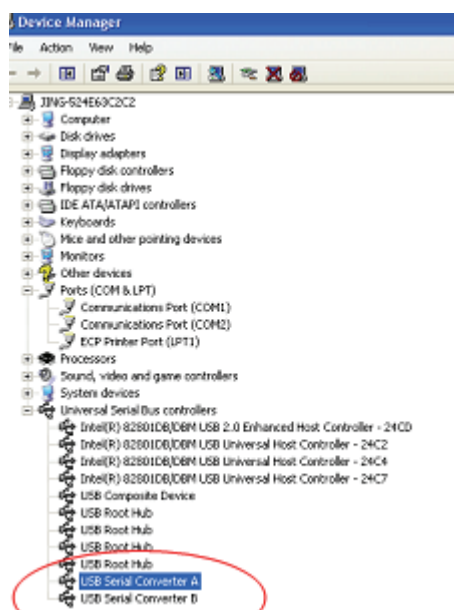 Device Manager
File Action View Help
JING-524E63C2C2
Computer
Disk drives
Display adapters
Floppy disk controllers
Floppy disk drives
IDE ATA/ATAPI controllers
Keyboards
Mice and other pointing devices
Monitors
Other devices
Ports (COM & LPT)
Communications Port (COM1)
Communications Port (COM2)
ECP Printer Port (LPT1)
Processors
Sound, video and game controllers
System devices
Universal Serial Bus controllers
Intel(R) 82801DB/DBM USB 2.0 Enhanced Host Controller - 24CD
Intel(R) 82801DB/DBM USB Universal Host Controller - 24C2
Intel(R) 82801DB/DBM USB Universal Host Controller - 24C4
Intel(R) 82801DB/DBM USB Universal Host Controller - 24C7
USB Composite Device
USB Root Hub
USB Root Hub
USB Root Hub
USB Root Hub
USB Serial Converter A
USB Serial Converter B